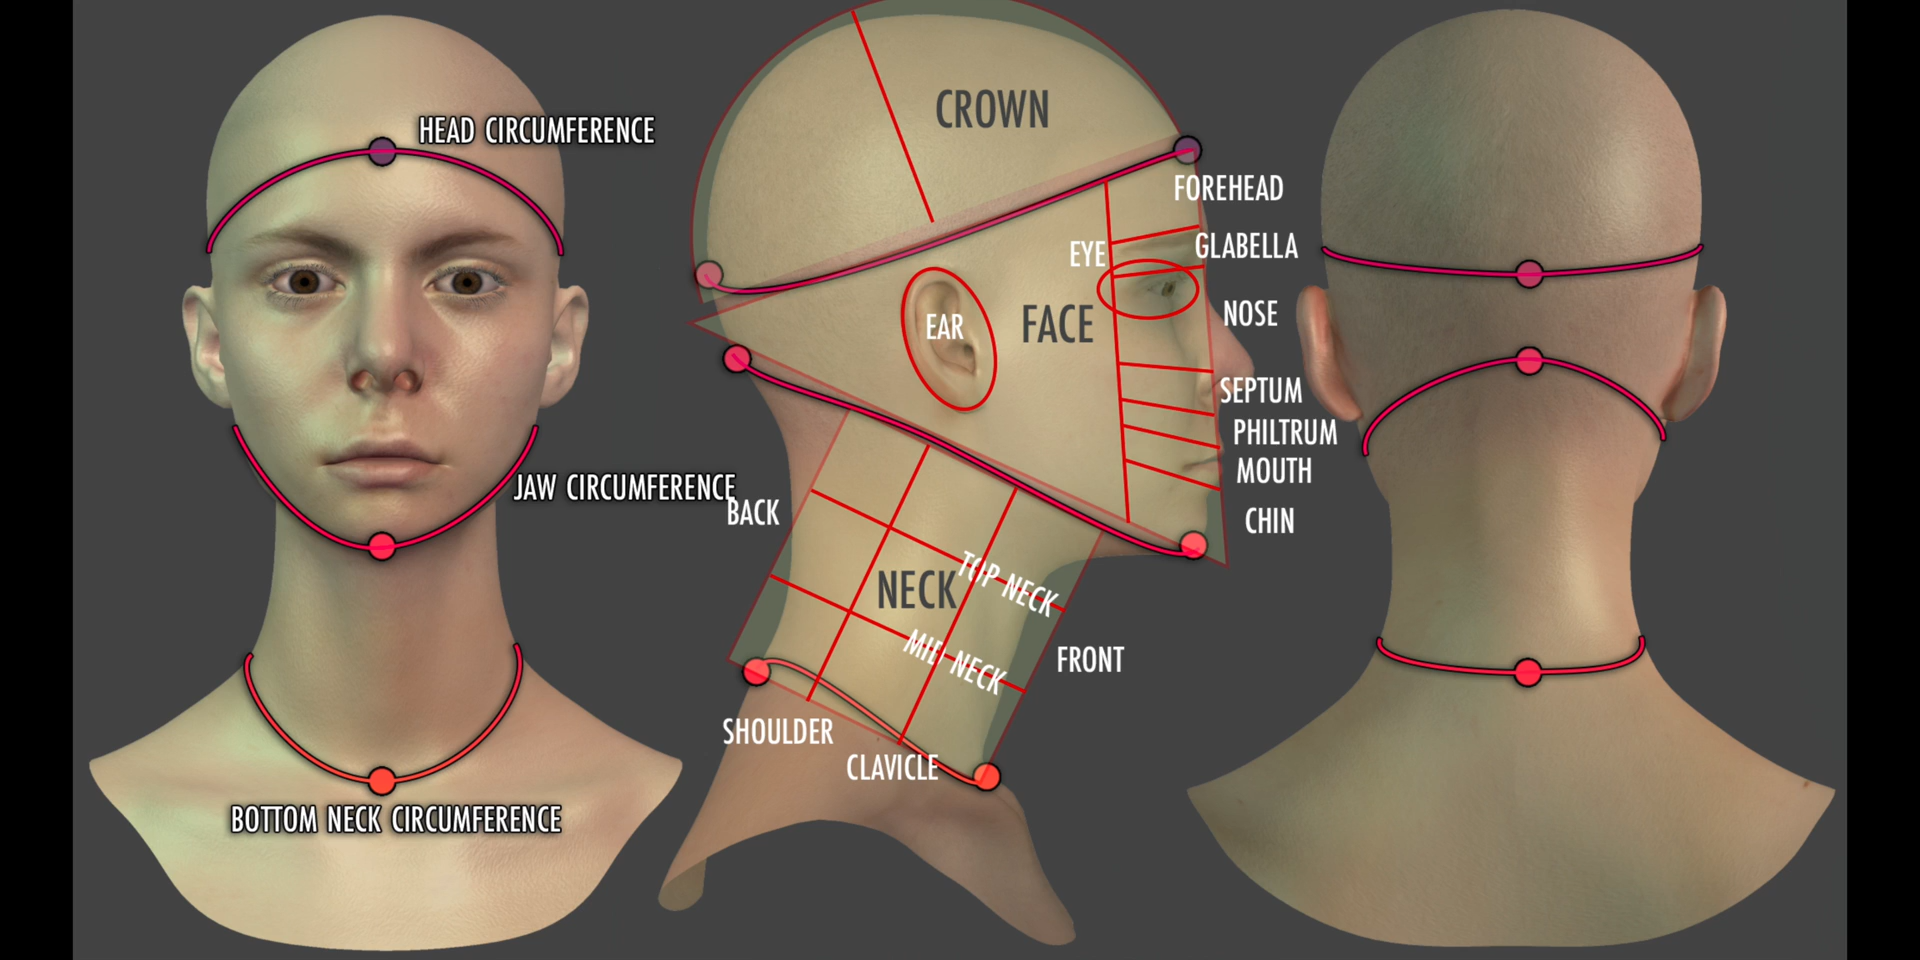 HEAD CIRCUMFERENCE
JAW CIRCUMFERENCE
BOTTOM NECK CIRCUMFERENCE
CROWN
FOREHEAD
GLABELLA
EYE
NOSE
EAR
FACE
SEPTUM
PHILTRUM
MOUTH
CHIN
BACK
NECK
TOP NECK
MID NECK
FRONT
SHOULDER
CLAVICLE